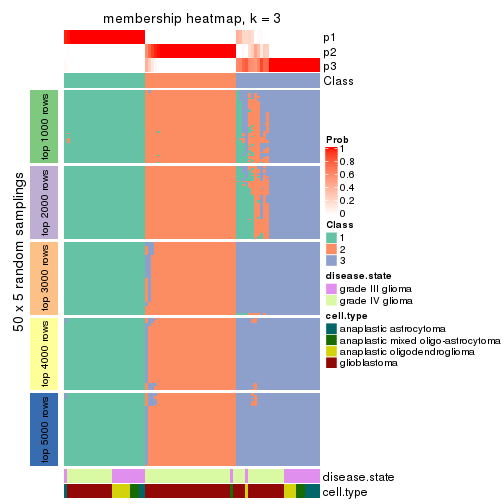 membership heatmap, k = 3
p1
p2
p3
Class
50 x 5 random samplings
top 1000 rows
top 2000 rows
top 3000 rows
top 4000 rows
top 5000 rows
Prob
1
0.8
0.6
0.4
0.2
0
Class
1
2
3
disease.state
grade III glioma
grade IV glioma
cell.type
anaplastic astrocytoma
anaplastic mixed oligo-astrocytoma
anaplastic oligodendroglioma
glioblastoma
disease.state
cell.type